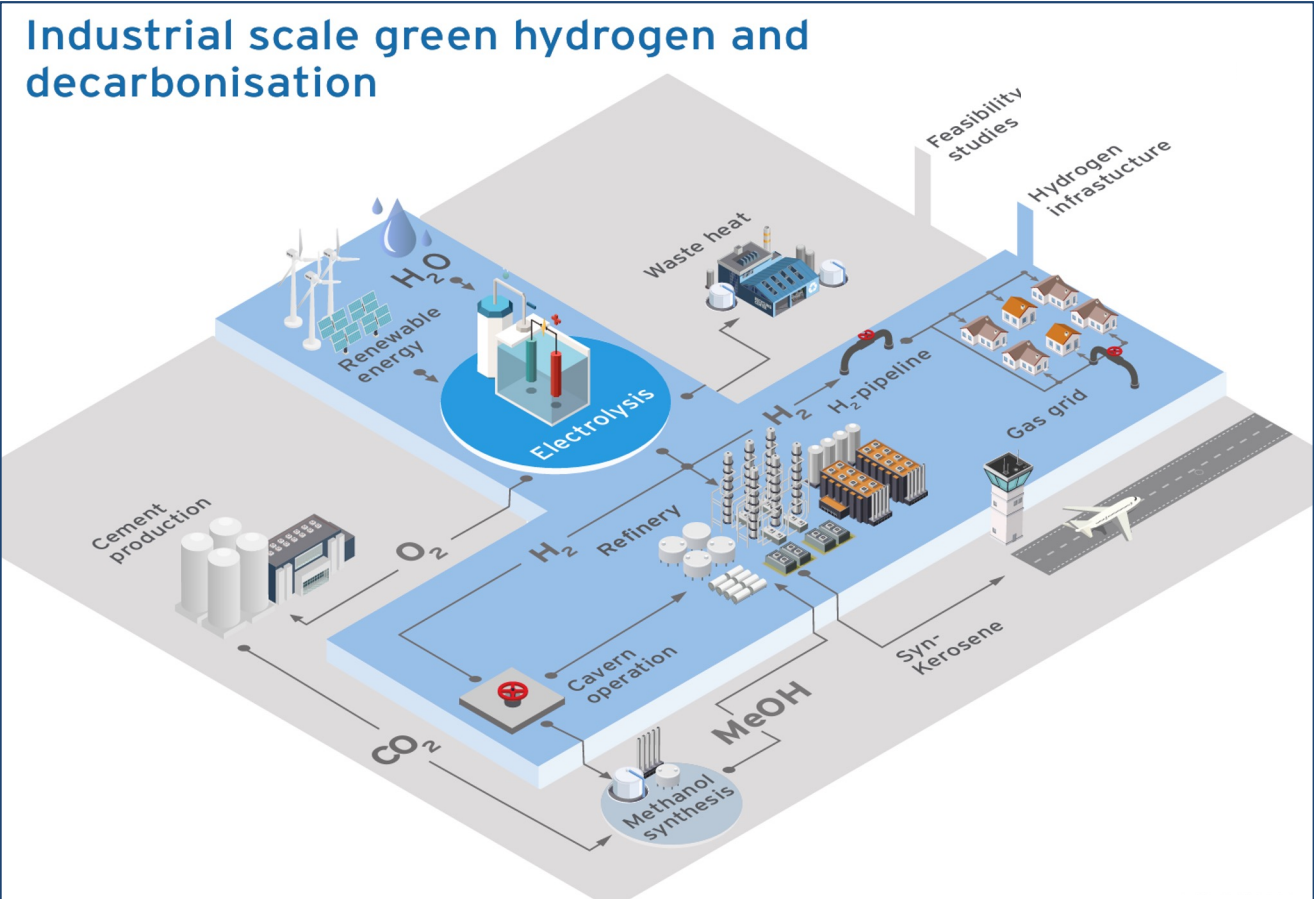 Industrial scale green hydrogen and
decarbonisation
Feasibility
studies
Hydrogen
infrastucture
Waste heat
H₂O
Renewable
energy
Electrolysis
H₂
H₂-pipeline
Gas grid
Cement
production
O₂
H₂
Refinery
Cavern
operation
Syn-
Kerosene
CO₂
MeOH
Methanol
synthesis